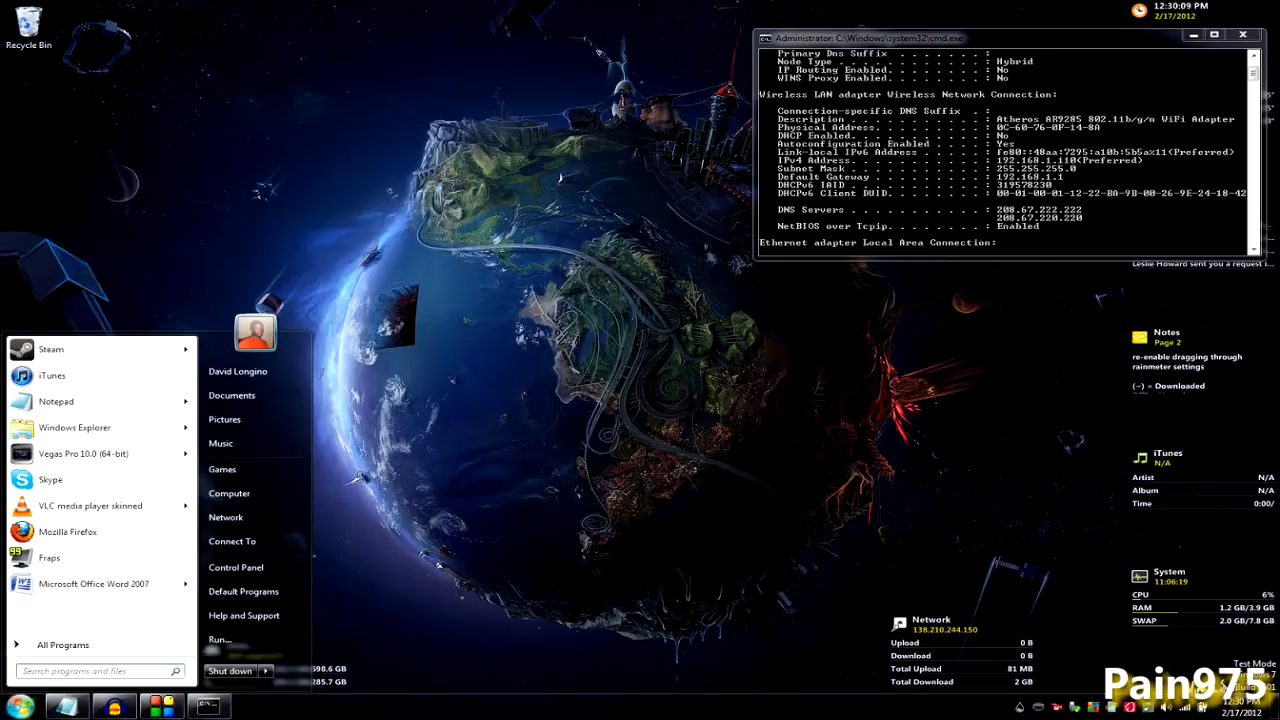 Recycle Bin
12:30:09 PM
2/17/2012
Administrator: C:\Windows\system32\cmd.exe
Primary Dns Suffix . . . . . . . :
Node Type . . . . . . . . . . . . : Hybrid
IP Routing Enabled. . . . . . . . : No
WINS Proxy Enabled. . . . . . . . : No
Wireless LAN adapter Wireless Network Connection:
Connection-specific DNS Suffix . :
Description . . . . . . . . . . . : Atheros AR9285 802.11b/g/n WiFi Adapter
Physical Address. . . . . . . . . : 0C-60-76-0F-14-8A
DHCP Enabled. . . . . . . . . . . : No
Autoconfiguration Enabled . . . . : Yes
Link-local IPv6 Address . . . . . : fe80::48aa:7295:a10b:5b5a%11(Preferred)
IPv4 Address. . . . . . . . . . . : 192.168.1.110(Preferred)
Subnet Mask . . . . . . . . . . . : 255.255.255.0
Default Gateway . . . . . . . . . : 192.168.1.1
DHCPv6 IAID . . . . . . . . . . . : 319578230
DHCPv6 Client DUID. . . . . . . . : 00-01-00-01-12-22-BA-9B-00-26-9E-24-18-42
DNS Servers . . . . . . . . . . . : 208.67.222.222
208.67.220.220
NetBIOS over Tcpip. . . . . . . . : Enabled
Ethernet adapter Local Area Connection:
Leslie Howard sent you a request
Notes
Page 2
re-enable dragging through
rainmeter settings
(~) = Downloaded
iTunes
N/A
Artist N/A
Album N/A
Time 0:00/
System
11:06:19
CPU 6%
RAM 1.2 GB/3.9 GB
SWAP 2.0 GB/7.8 GB
Network
138.210.244.150
Upload 0 B
Download 0 B
Total Upload 81 MB
Total Download 2 GB
Steam
iTunes
Notepad
Windows Explorer
Vegas Pro 10.0 (64-bit)
Skype
VLC media player skinned
Mozilla Firefox
99
Fraps
Microsoft Office Word 2007
All Programs
Search programs and files
David Longino
Documents
Pictures
Music
Games
Computer
Network
Connect To
Control Panel
Default Programs
Help and Support
Run...
Shut down
598.6 GB
285.7 GB
Test Mode
Pain975
12:30 PM
2/17/2012